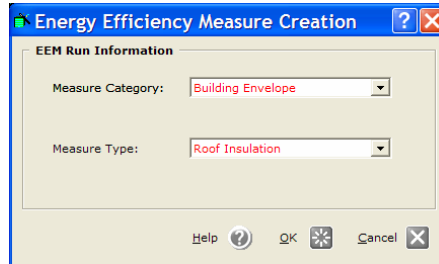 Energy Efficiency Measure Creation
EEM Run Information
Measure Category: Building Envelope
Measure Type: Roof Insulation
Help ? OK Cancel